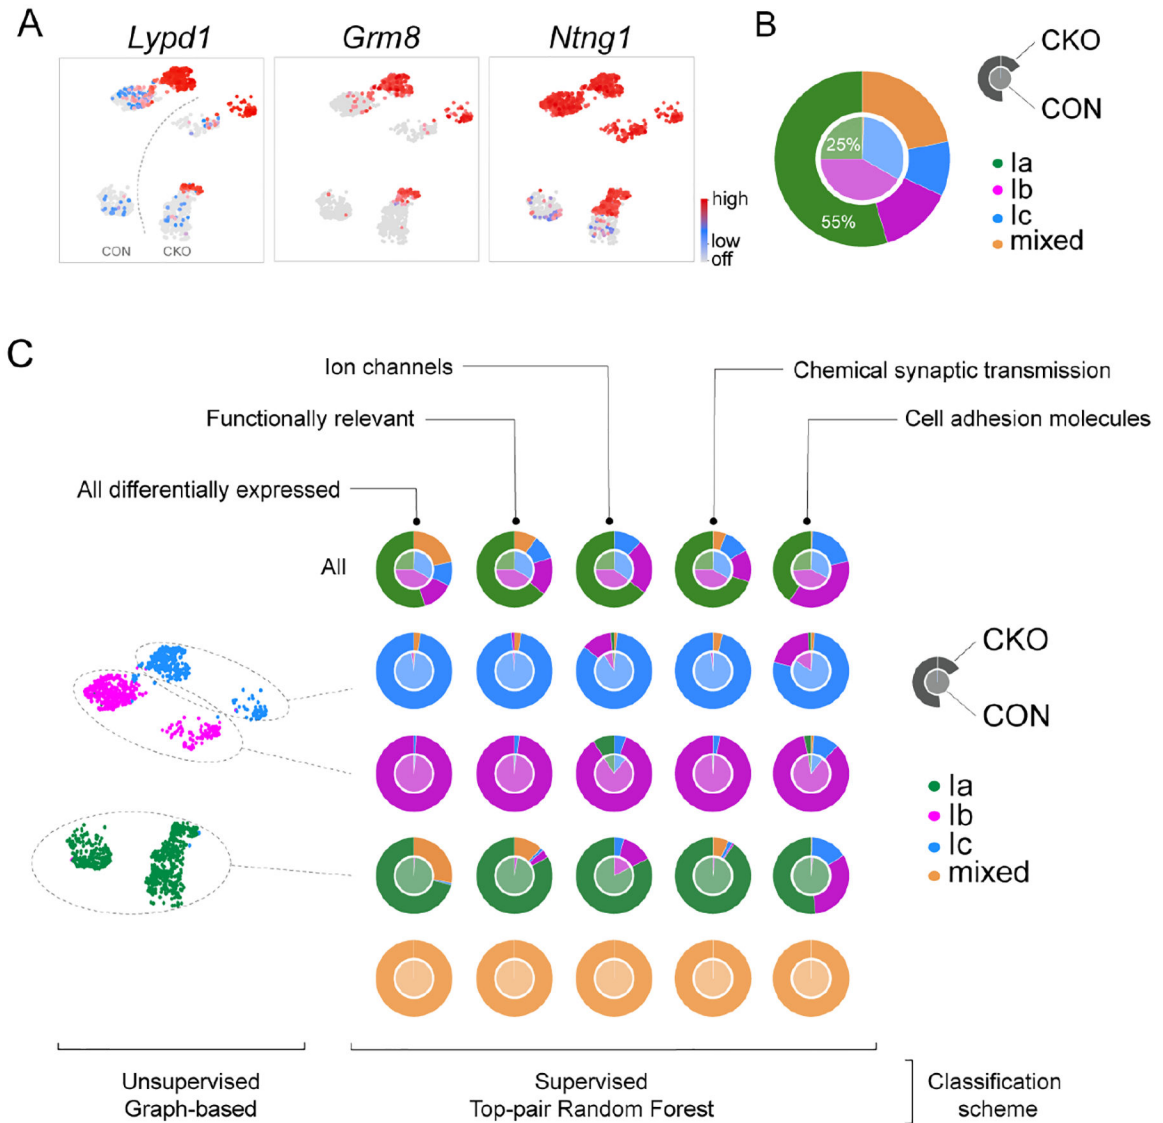 A
Lypd1
Grm8
Ntng1
CON
CKO
high
low
off
B
25%
55%
CKO
CON
Ia
Ib
Ic
mixed
C
Ion channels
Chemical synaptic transmission
Functionally relevant
Cell adhesion molecules
All differentially expressed
All
CKO
CON
Ia
Ib
Ic
mixed
Unsupervised
Graph-based
Supervised
Top-pair Random Forest
Classification
scheme